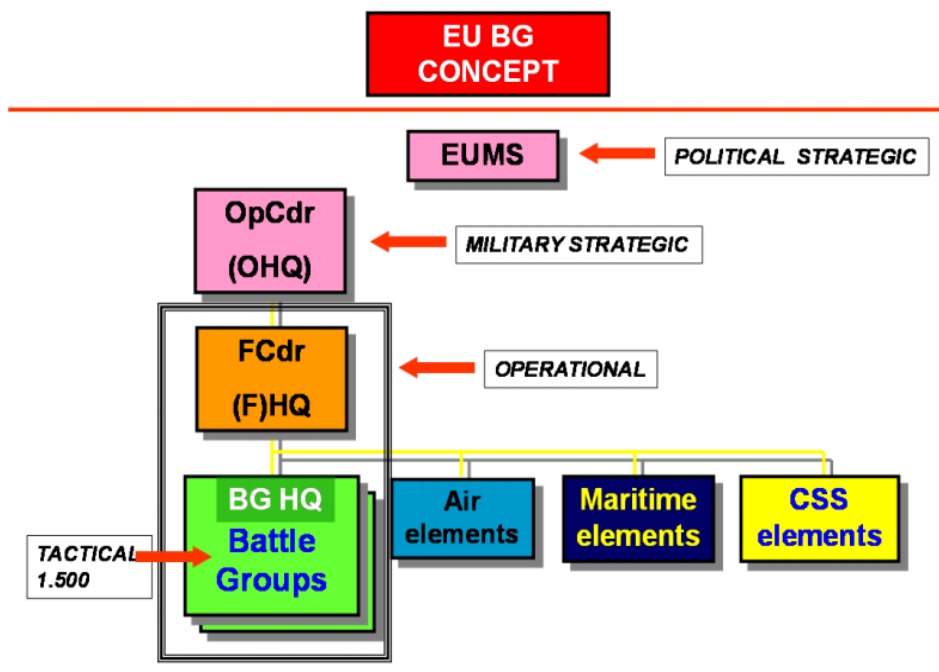 EU BG
CONCEPT
EUMS
POLITICAL STRATEGIC
OpCdr
(OHQ)
MILITARY STRATEGIC
FCdr
(F)HQ
OPERATIONAL
BG HQ
Battle
Groups
Air
elements
Maritime
elements
CSS
elements
TACTICAL
1.500